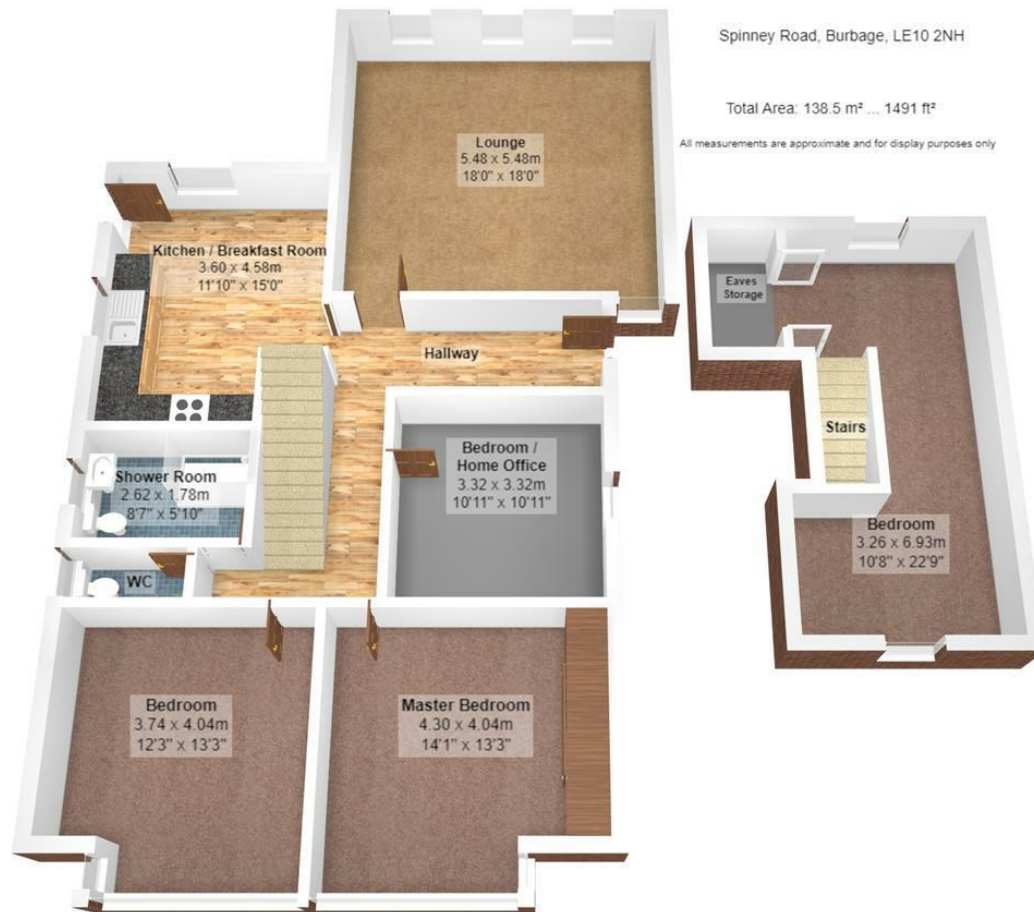 Spinney Road, Burbage, LE10 2NH
Total Area: 138.5 m² ... 1491 ft²
All measurements are approximate and for display purposes only
Lounge
5.48 x 5.48m
18'0" x 18'0"
Kitchen / Breakfast Room
3.60 x 4.58m
11'10" x 15'0"
Eaves
Storage
Hallway
Stairs
Bedroom /
Home Office
3.32 x 3.32m
10'11" x 10'11"
Shower Room
2.62 x 1.78m
8'7" x 5'10"
Bedroom
3.26 x 6.93m
10'8" x 22'9"
WC
Bedroom
3.74 x 4.04m
12'3" x 13'3"
Master Bedroom
4.30 x 4.04m
14'1" x 13'3"